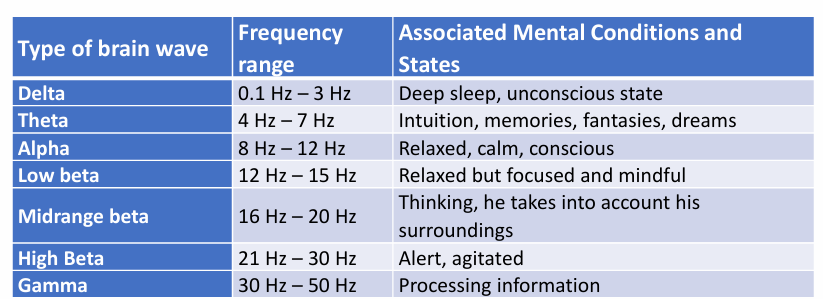 Type of brain wave Frequency range Associated Mental Conditions and States
Delta 0.1 Hz – 3 Hz Deep sleep, unconscious state
Theta 4 Hz – 7 Hz Intuition, memories, fantasies, dreams
Alpha 8 Hz – 12 Hz Relaxed, calm, conscious
Low beta 12 Hz – 15 Hz Relaxed but focused and mindful
Midrange beta 16 Hz – 20 Hz Thinking, he takes into account his surroundings
High Beta 21 Hz – 30 Hz Alert, agitated
Gamma 30 Hz – 50 Hz Processing information